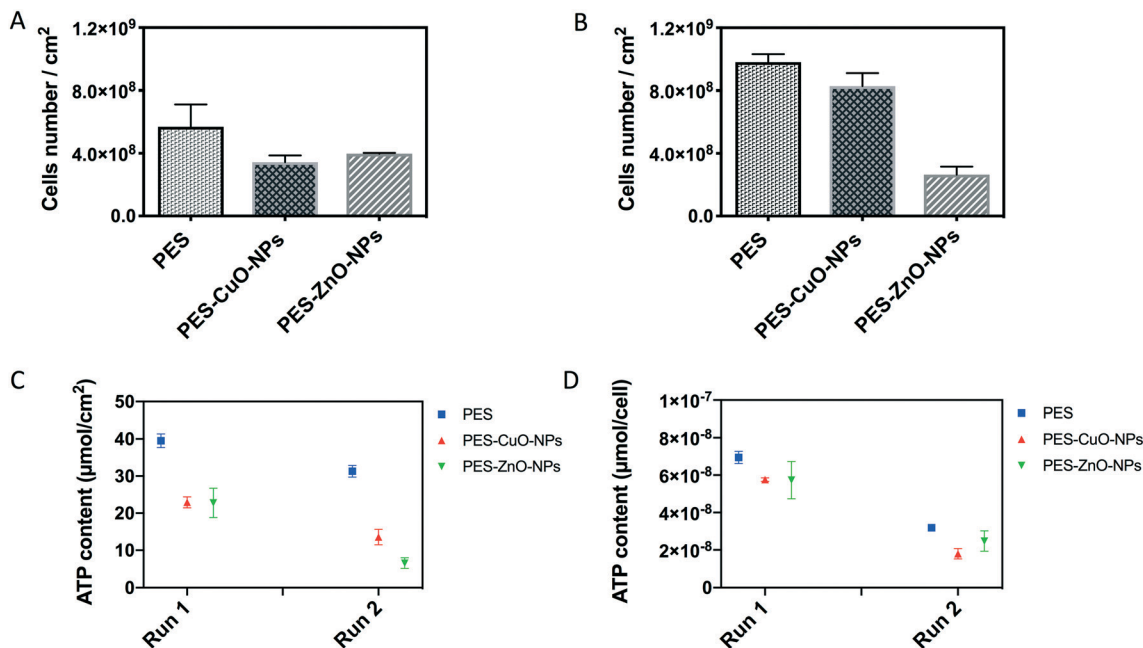 A
Cells number / cm²
1.2×10⁹
8.0×10⁸
4.0×10⁸
0.0
PES
PES-CuO-NPs
PES-ZnO-NPs
B
Cells number / cm²
1.2×10⁹
8.0×10⁸
4.0×10⁸
0.0
PES
PES-CuO-NPs
PES-ZnO-NPs
C
ATP content (µmol/cm²)
50
40
30
20
10
0
Run 1
Run 2
PES
PES-CuO-NPs
PES-ZnO-NPs
D
ATP content (µmol/cell)
1×10⁻⁷
8×10⁻⁸
6×10⁻⁸
4×10⁻⁸
2×10⁻⁸
0
Run 1
Run 2
PES
PES-CuO-NPs
PES-ZnO-NPs